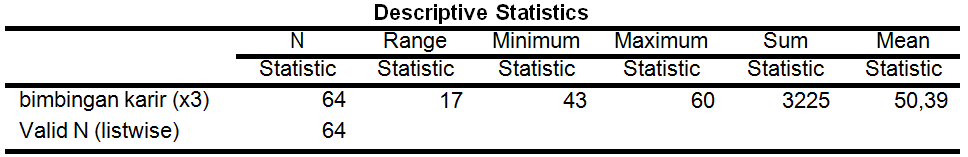 Descriptive Statistics
N Range Minimum Maximum Sum Mean
Statistic Statistic Statistic Statistic Statistic Statistic
bimbingan karir (x3) 64 17 43 60 3225 50,39
Valid N (listwise) 64